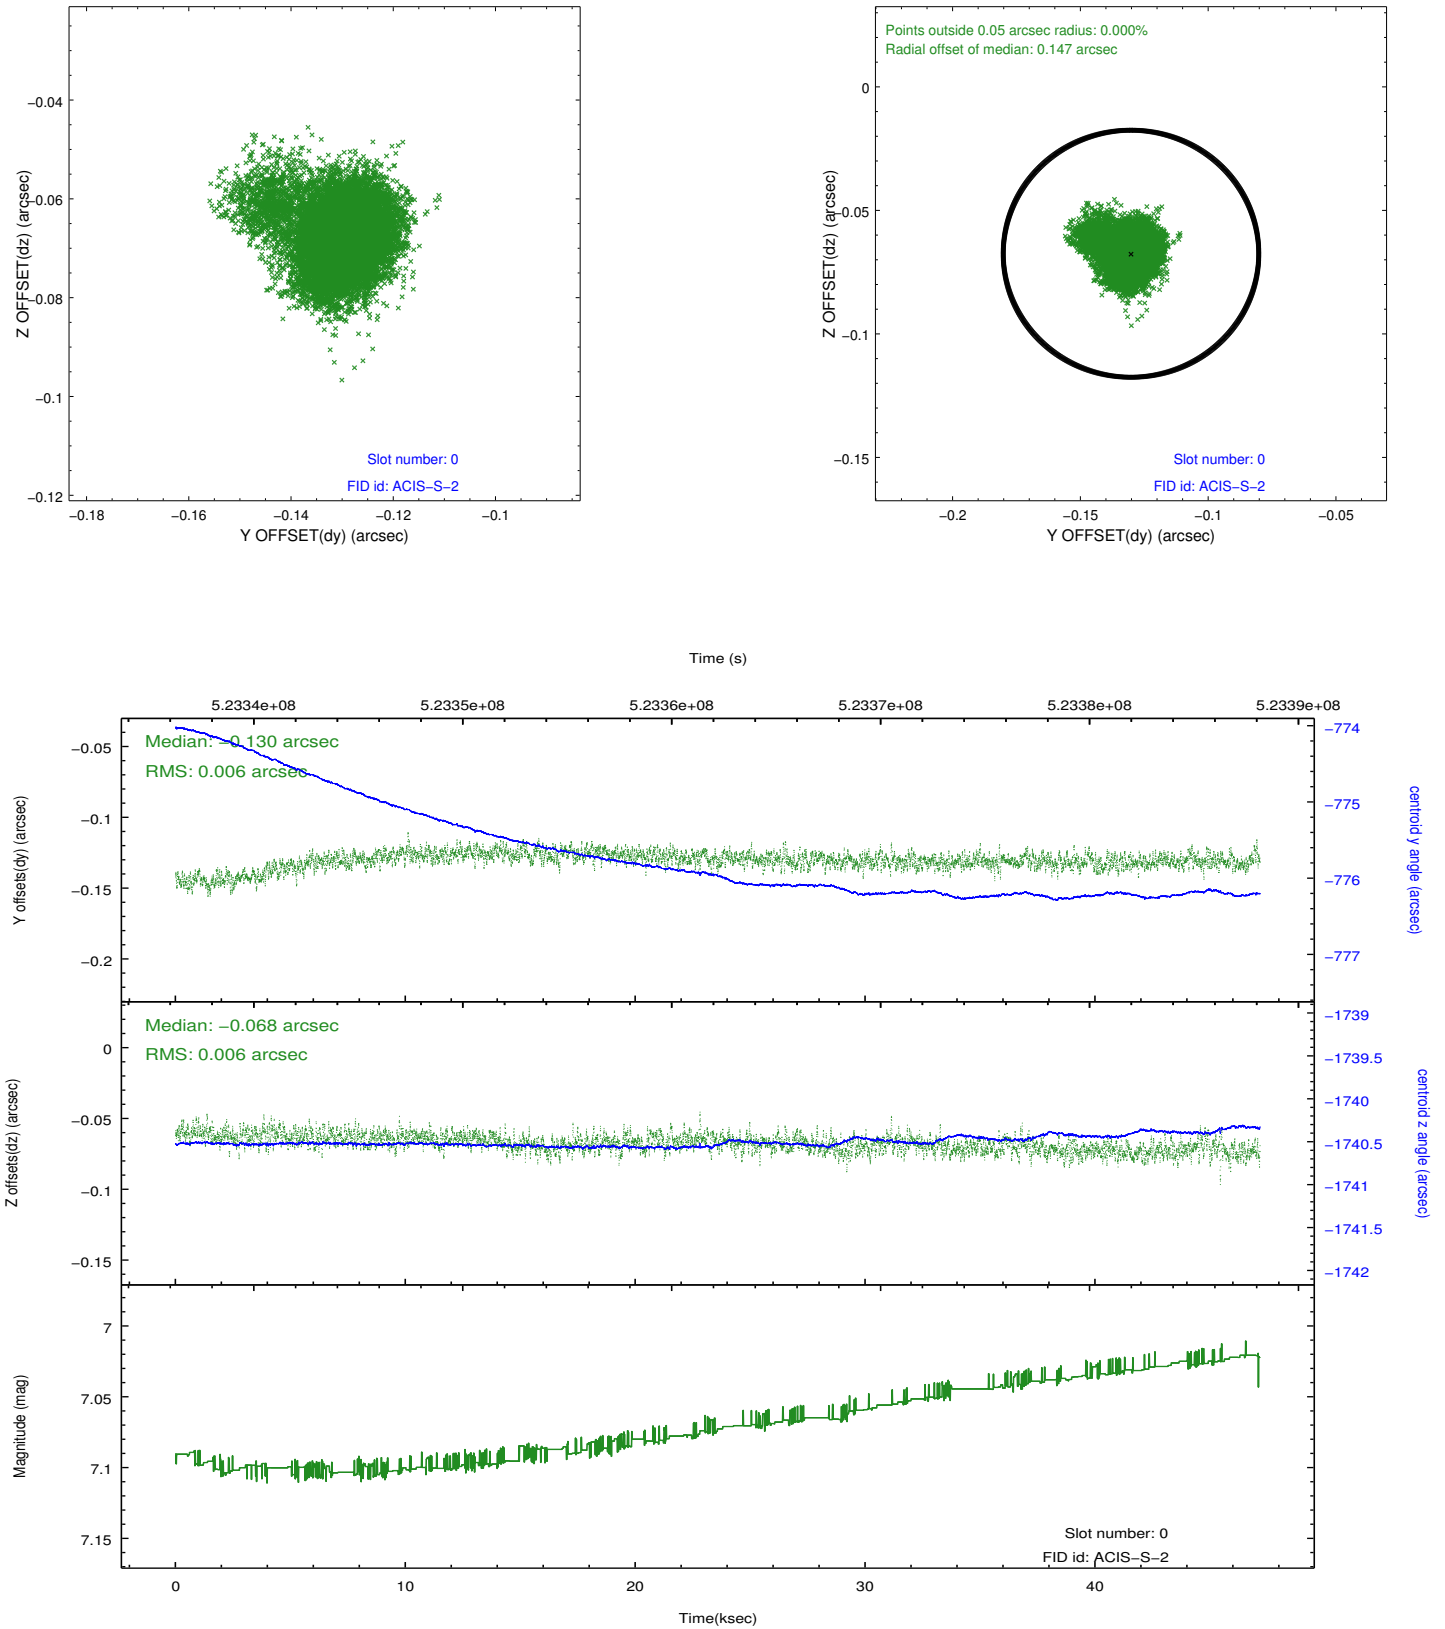 −0.04
−0.06
−0.08
−0.1
−0.12
Z OFFSET(dz) (arcsec)
Slot number: 0
FID id: ACIS−S−2
−0.18
−0.16
−0.14
−0.12
−0.1
Y OFFSET(dy) (arcsec)
Points outside 0.05 arcsec radius: 0.000%
Radial offset of median: 0.147 arcsec
0
−0.05
−0.1
−0.15
Z OFFSET(dz) (arcsec)
Slot number: 0
FID id: ACIS−S−2
−0.2
−0.15
−0.1
−0.05
Y OFFSET(dy) (arcsec)
Time (s)
5.2334e+08
5.2335e+08
5.2336e+08
5.2337e+08
5.2338e+08
5.2339e+08
Median: −0.130 arcsec
RMS: 0.006 arcsec
−0.05
−0.1
−0.15
−0.2
Y offsets(dy) (arcsec)
−774
−775
−776
−777
centroid y angle (arcsec)
Median: −0.068 arcsec
RMS: 0.006 arcsec
0
−0.05
−0.1
−0.15
Z offsets(dz) (arcsec)
−1739
−1739.5
−1740
−1740.5
−1741
−1741.5
−1742
centroid z angle (arcsec)
7
7.05
7.1
7.15
Magnitude (mag)
Slot number: 0
FID id: ACIS−S−2
0
10
20
30
40
Time(ksec)